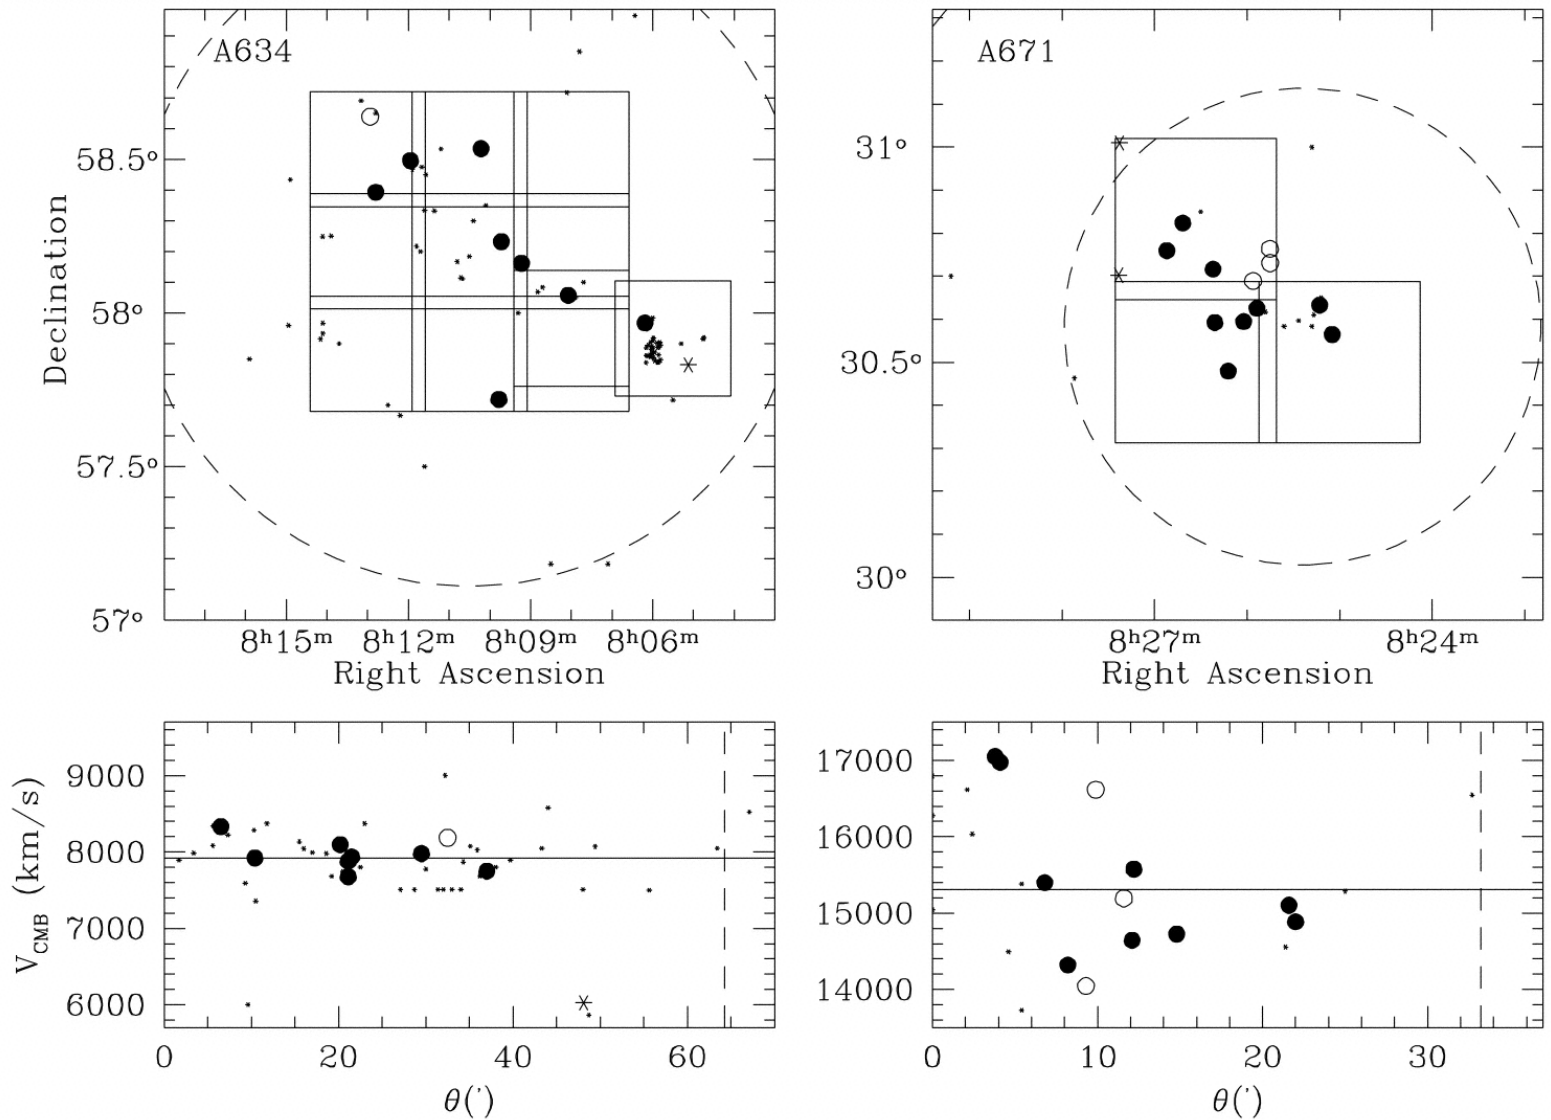 A634
58.5°
58°
57.5°
57°
Declination
8ʰ15ᵐ 8ʰ12ᵐ 8ʰ09ᵐ 8ʰ06ᵐ
Right Ascension
A671
31°
30.5°
30°
8ʰ27ᵐ 8ʰ24ᵐ
Right Ascension
9000
8000
7000
6000
V_CMB (km/s)
0 20 40 60
θ(′)
17000
16000
15000
14000
0 10 20 30
θ(′)